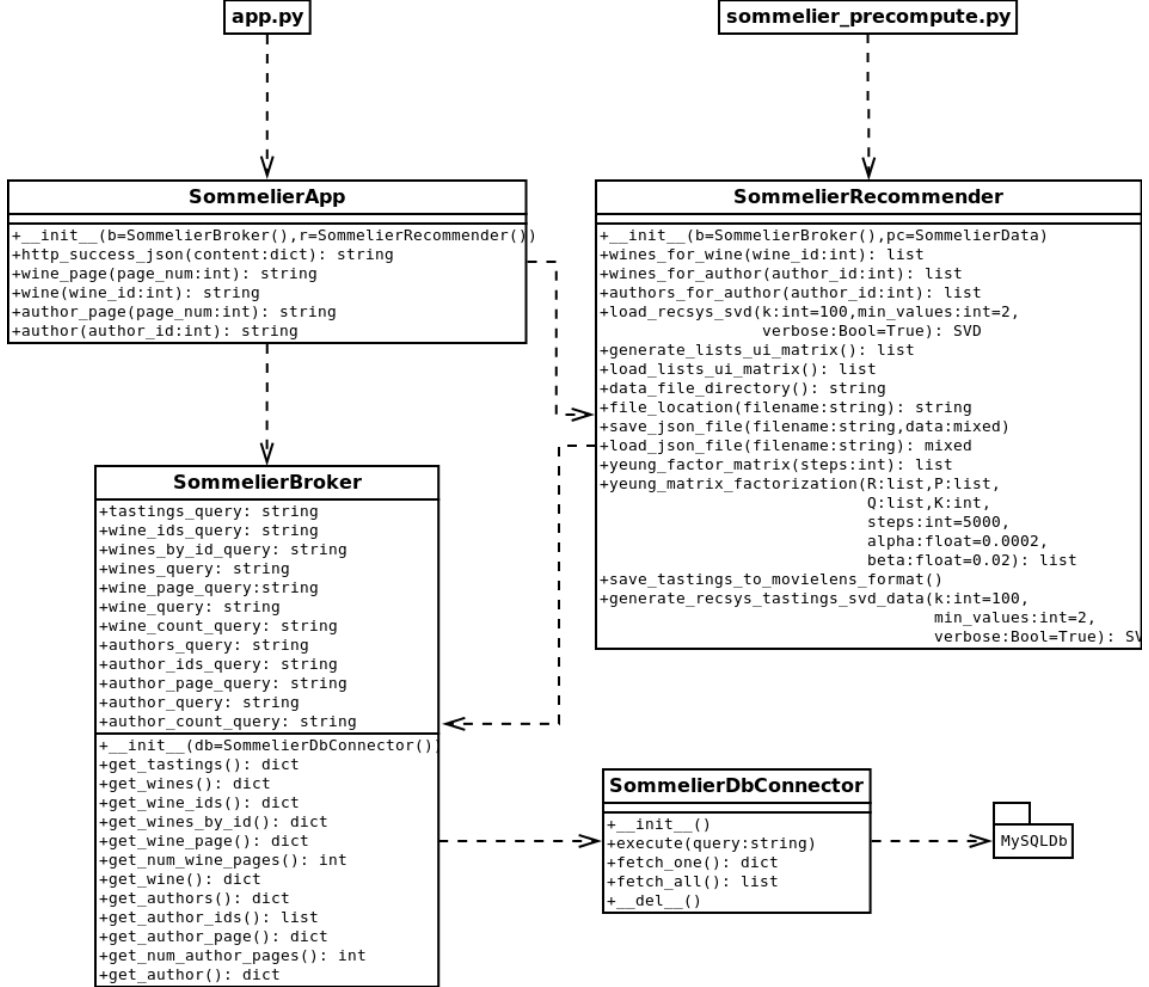 app.py
sommelier_precompute.py
SommelierApp
+__init__(b=SommelierBroker(),r=SommelierRecommender())
+http_success_json(content:dict): string
+wine_page(page_num:int): string
+wine(wine_id:int): string
+author_page(page_num:int): string
+author(author_id:int): string
SommelierRecommender
+__init__(b=SommelierBroker(),pc=SommelierData)
+wines_for_wine(wine_id:int): list
+wines_for_author(author_id:int): list
+authors_for_author(author_id:int): list
+load_recsys_svd(k:int=100,min_values:int=2,
verbose:Bool=True): SVD
+generate_lists_ui_matrix(): list
+load_lists_ui_matrix(): list
+data_file_directory(): string
+file_location(filename:string): string
+save_json_file(filename:string,data:mixed)
+load_json_file(filename:string): mixed
+yeung_factor_matrix(steps:int): list
+yeung_matrix_factorization(R:list,P:list,
Q:list,K:int,
steps:int=5000,
alpha:float=0.0002,
beta:float=0.02): list
+save_tastings_to_movielens_format()
+generate_recsys_tastings_svd_data(k:int=100,
min_values:int=2,
verbose:Bool=True): SV
SommelierBroker
+tastings_query: string
+wine_ids_query: string
+wines_by_id_query: string
+wines_query: string
+wine_page_query:string
+wine_query: string
+wine_count_query: string
+authors_query: string
+author_ids_query: string
+author_page_query: string
+author_query: string
+author_count_query: string
+__init__(db=SommelierDbConnector())
+get_tastings(): dict
+get_wines(): dict
+get_wine_ids(): dict
+get_wines_by_id(): dict
+get_wine_page(): dict
+get_num_wine_pages(): int
+get_wine(): dict
+get_authors(): dict
+get_author_ids(): list
+get_author_page(): dict
+get_num_author_pages(): int
+get_author(): dict
SommelierDbConnector
+__init__()
+execute(query:string)
+fetch_one(): dict
+fetch_all(): list
+__del__()
MySQLDb